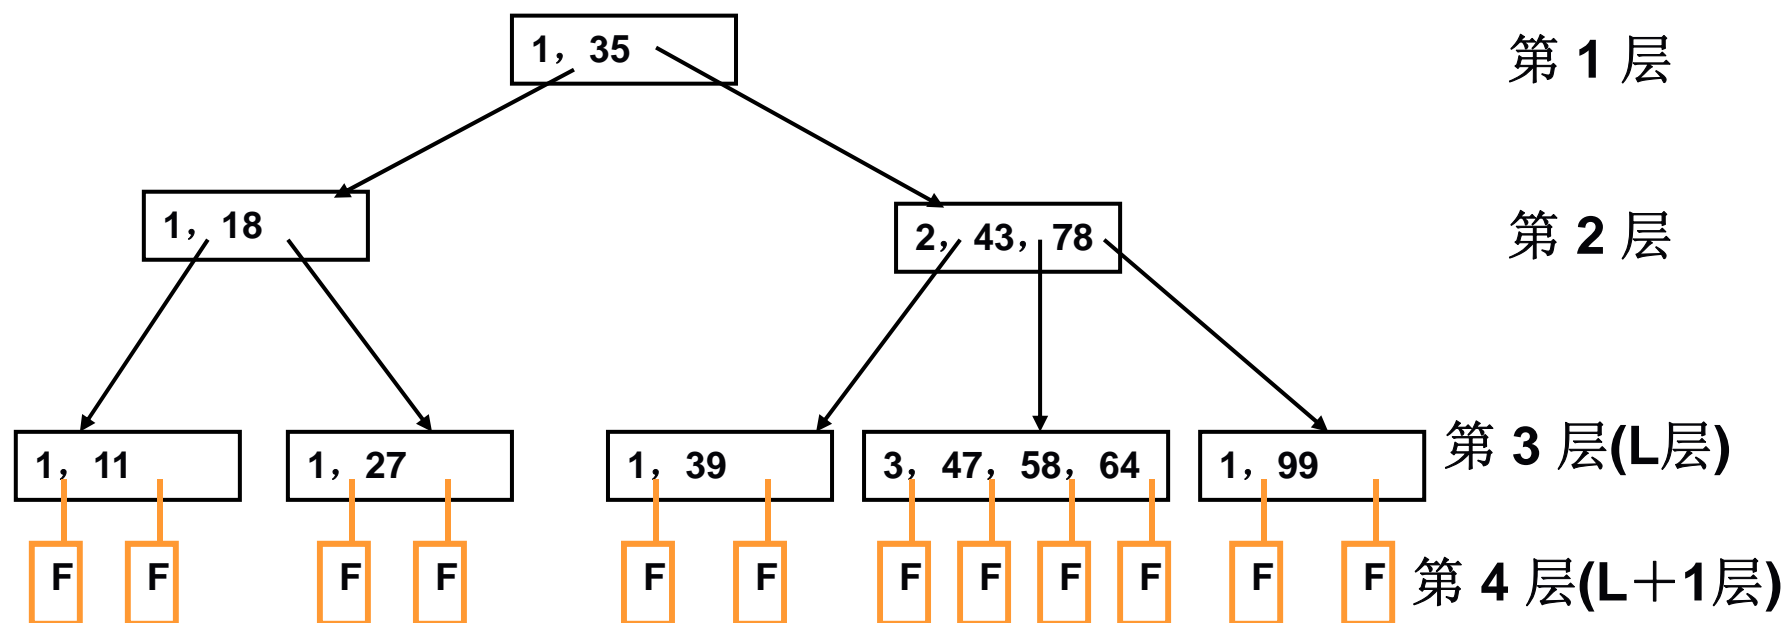 1，35
第 1 层
1，18
2，43，78
第 2 层
1，11
1，27
1，39
3，47，58，64
1，99
第 3 层(L层)
F F F F F F F F F F F F
第 4 层(L＋1层)